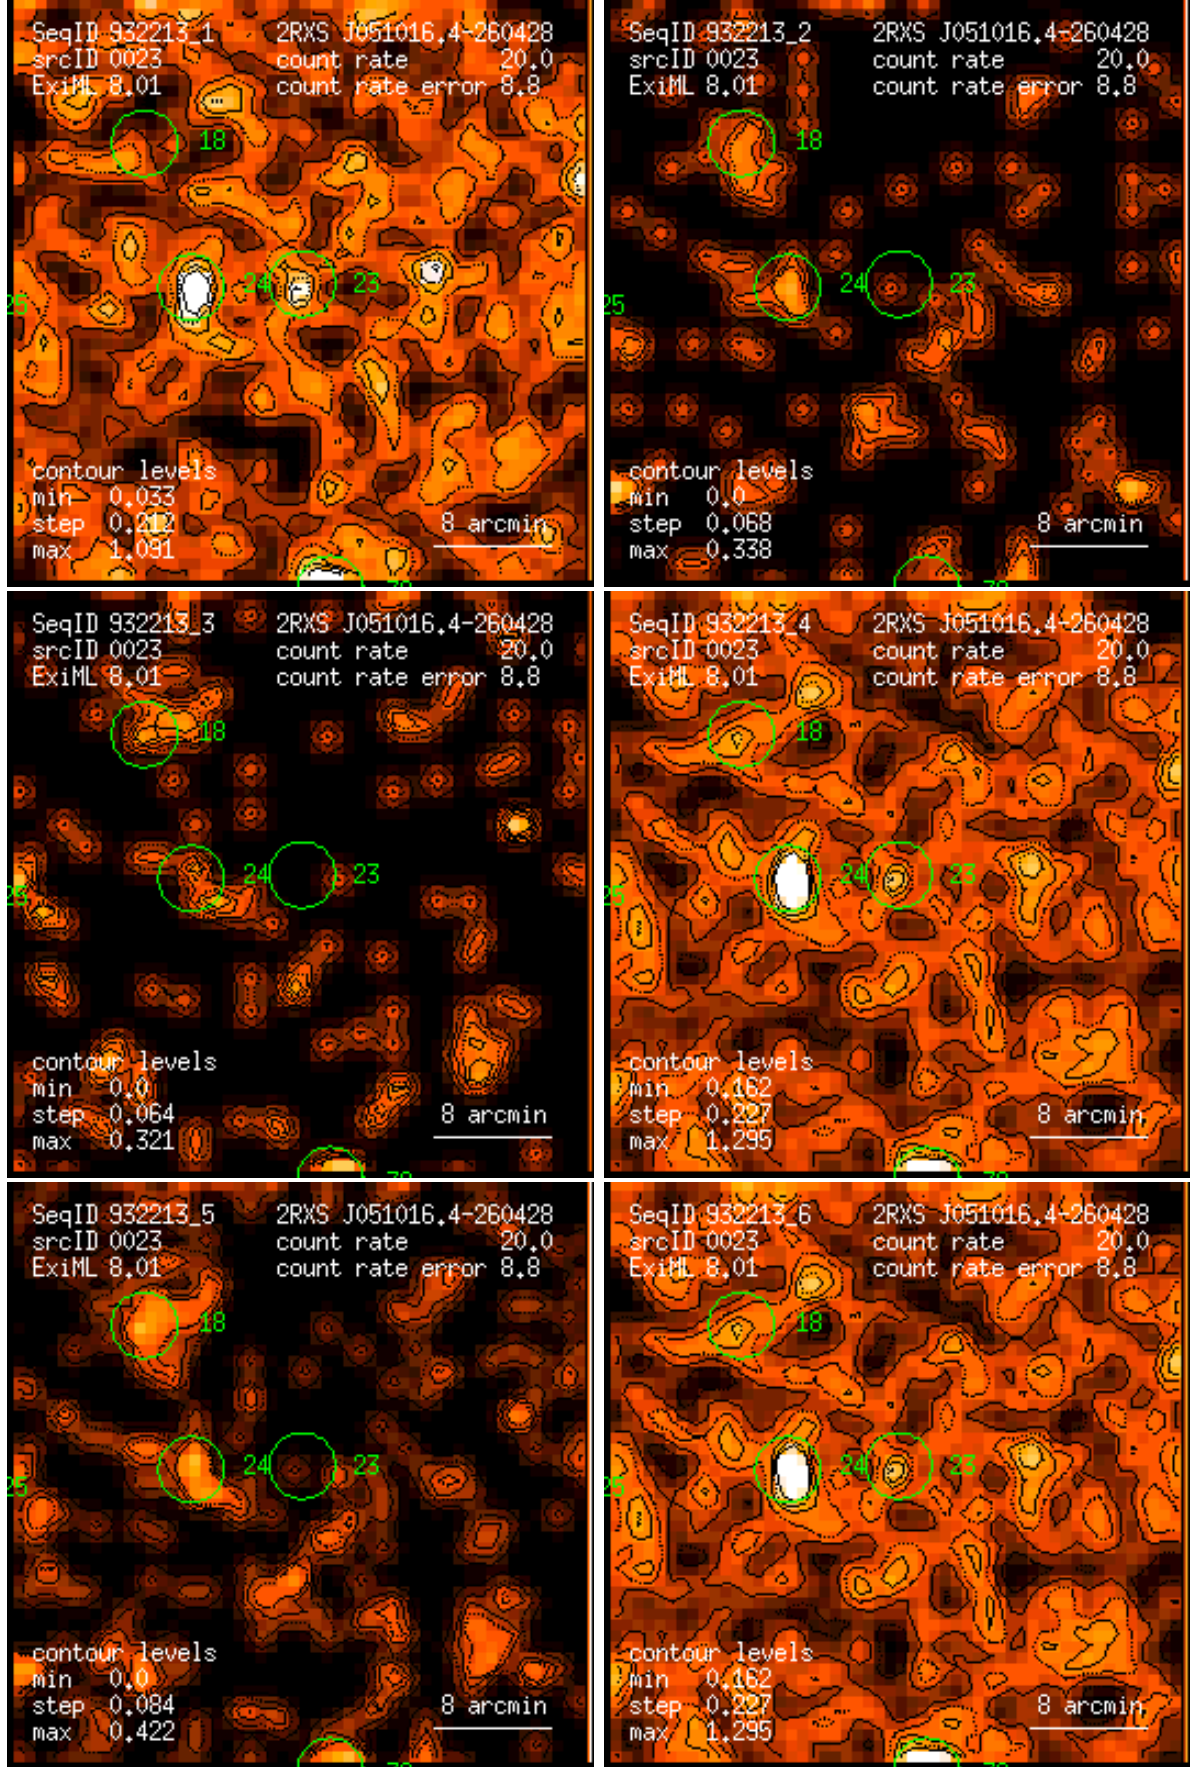 SeqID 932213_1 2RXS J051016.4-260428
srcID 0023 count rate 20.0
ExiML 8.01 count rate error 8.8
18
24 23
25
contour levels
min 0.033
step 0.212
max 1.091
8 arcmin
SeqID 932213_2 2RXS J051016.4-260428
srcID 0023 count rate 20.0
ExiML 8.01 count rate error 8.8
18
24 23
25
contour levels
min 0.0
step 0.068
max 0.338
8 arcmin
SeqID 932213_3 2RXS J051016.4-260428
srcID 0023 count rate 20.0
ExiML 8.01 count rate error 8.8
18
24 23
25
contour levels
min 0.0
step 0.064
max 0.321
8 arcmin
SeqID 932213_4 2RXS J051016.4-260428
srcID 0023 count rate 20.0
ExiML 8.01 count rate error 8.8
18
24 23
25
contour levels
min 0.162
step 0.227
max 1.295
8 arcmin
SeqID 932213_5 2RXS J051016.4-260428
srcID 0023 count rate 20.0
ExiML 8.01 count rate error 8.8
18
24 23
25
contour levels
min 0.0
step 0.084
max 0.422
8 arcmin
SeqID 932213_6 2RXS J051016.4-260428
srcID 0023 count rate 20.0
ExiML 8.01 count rate error 8.8
18
24 23
25
contour levels
min 0.162
step 0.227
max 1.295
8 arcmin